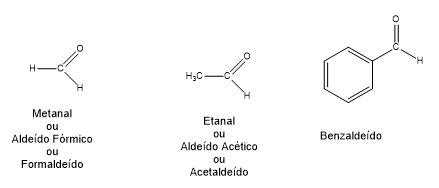 H C O H
Metanal
ou
Aldeído Fórmico
ou
Formaldeído
H₃C C O H
Etanal
ou
Aldeído Acético
ou
Acetaldeído
O
C
H
Benzaldeído